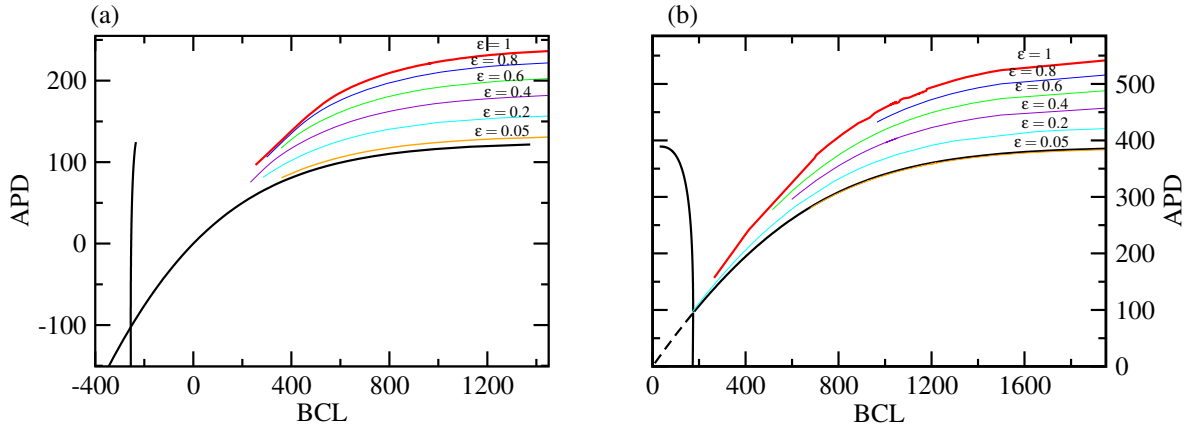 (a)
ε = 1
ε = 0.8
ε = 0.6
ε = 0.4
ε = 0.2
ε = 0.05
200
100
0
-100
APD
-400 0 400 800 1200
BCL
(b)
ε = 1
ε = 0.8
ε = 0.6
ε = 0.4
ε = 0.2
ε = 0.05
500
400
300
200
100
0
APD
0 400 800 1200 1600
BCL